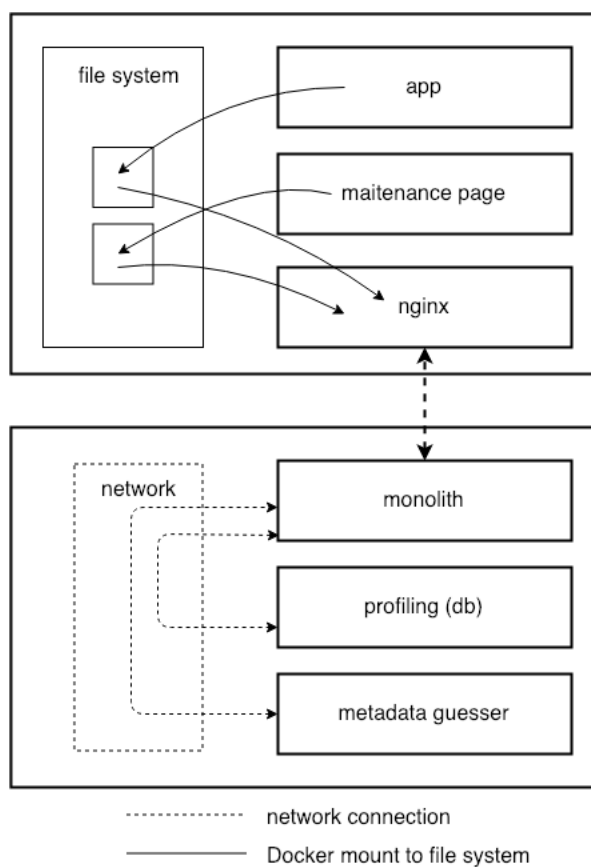 file system
app
maitenance page
nginx
network
monolith
profiling (db)
metadata guesser
network connection
Docker mount to file system